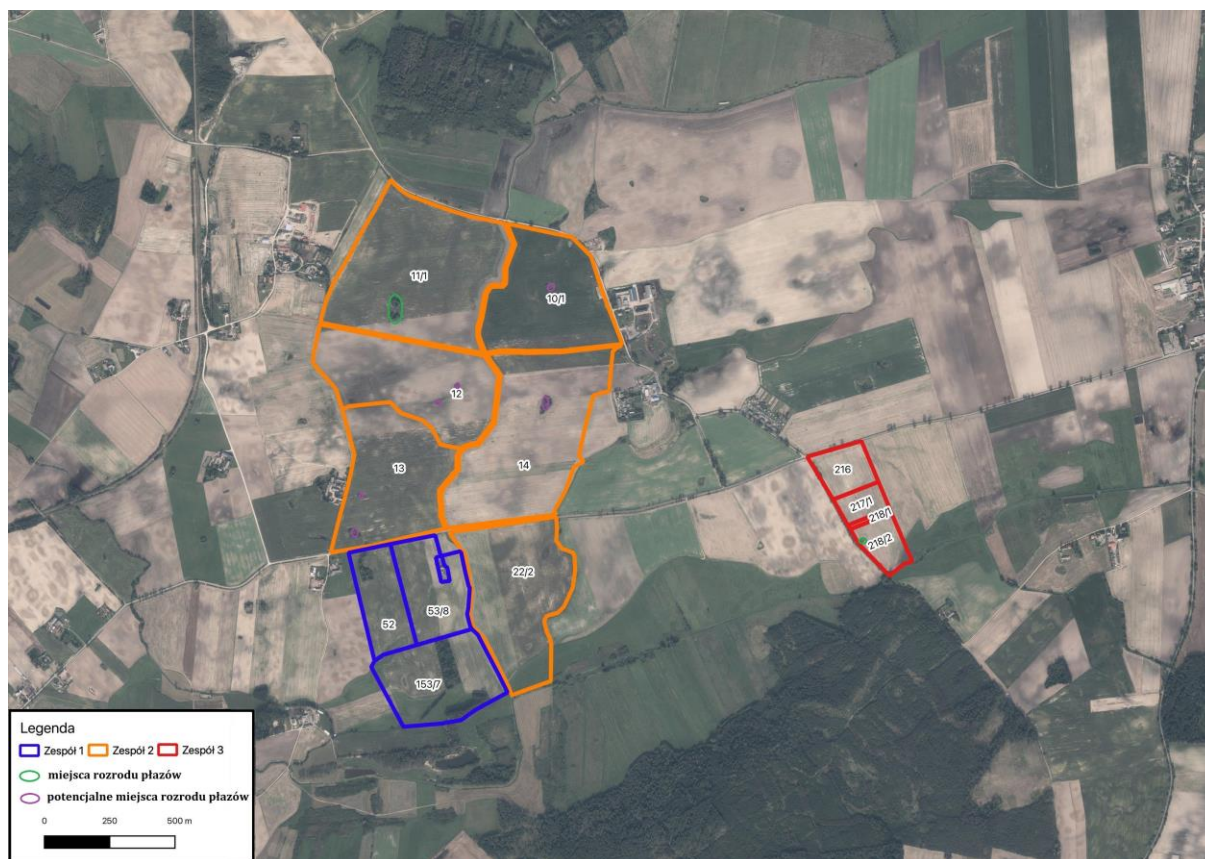 11/1
10/1
12
14
13
216
217/1
218/1
218/2
22/2
53/8
52
153/7
Legenda
Zespół 1 Zespół 2 Zespół 3
miejsca rozrodu płazów
potencjalne miejsca rozrodu płazów
0 250 500 m